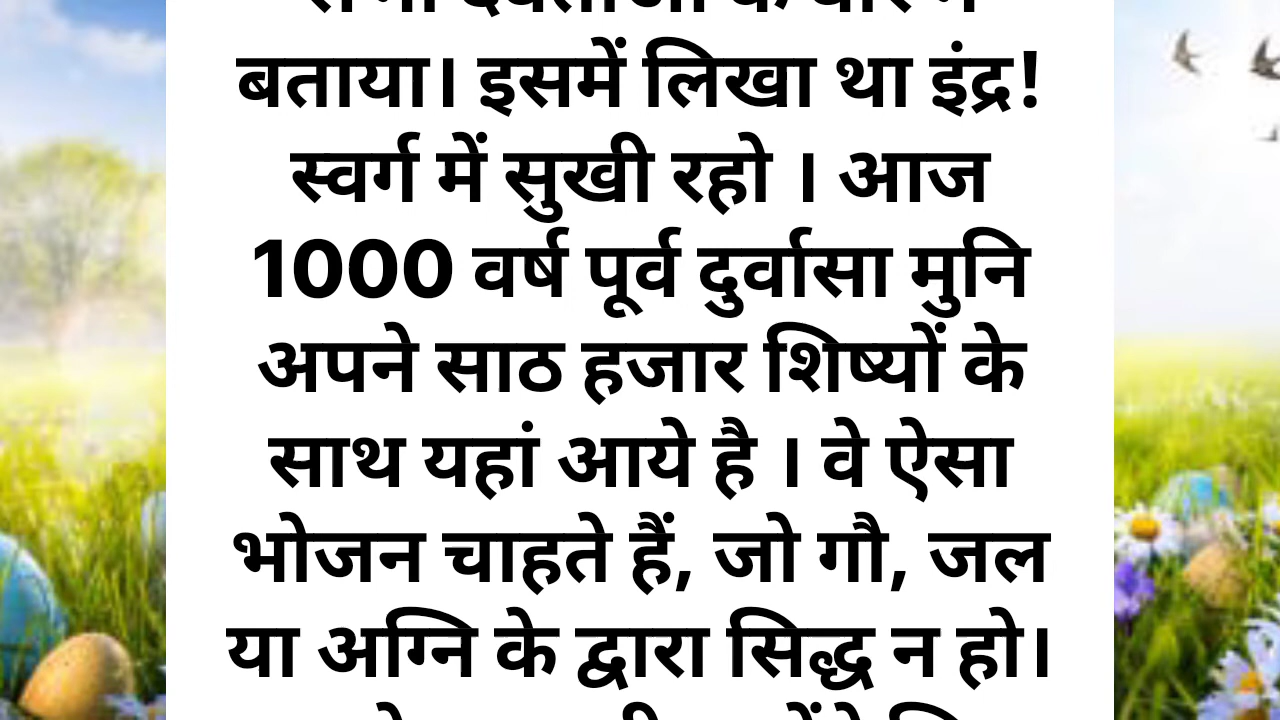 बताया। इसमें लिखा था इंद्र!
स्वर्ग में सुखी रहो । आज
1000 वर्ष पूर्व दुर्वासा मुनि
अपने साठ हजार शिष्यों के
साथ यहां आये है । वे ऐसा
भोजन चाहते हैं, जो गौ, जल
या अग्नि के द्वारा सिद्ध न हो।